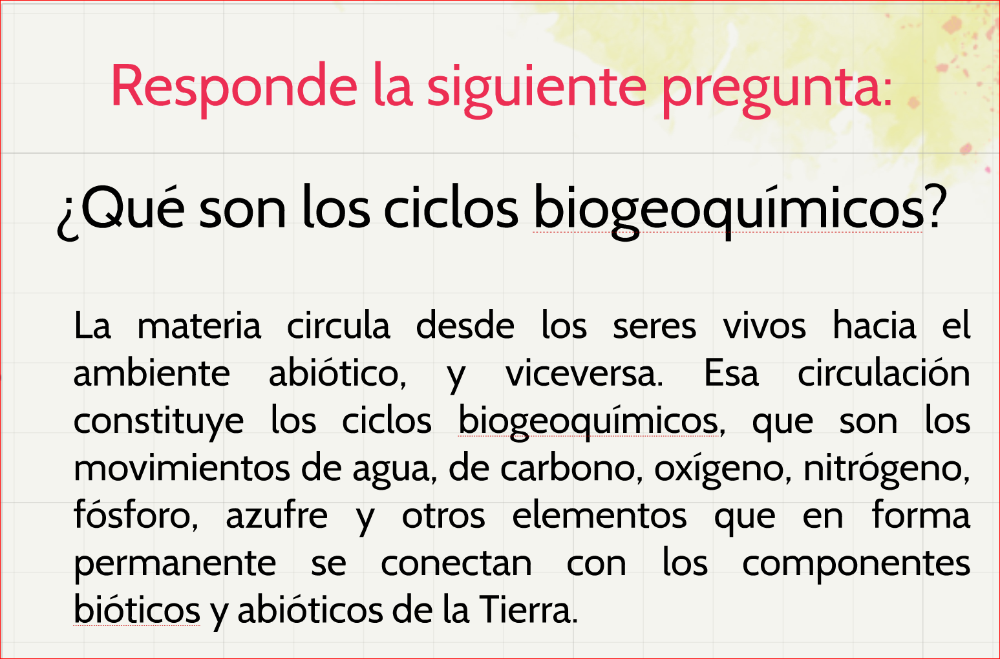 Responde la siguiente pregunta:
¿Qué son los ciclos biogeoquímicos?
La materia circula desde los seres vivos hacia el
ambiente abiótico, y viceversa. Esa circulación
constituye los ciclos biogeoquímicos, que son los
movimientos de agua, de carbono, oxígeno, nitrógeno,
fósforo, azufre y otros elementos que en forma
permanente se conectan con los componentes
bióticos y abióticos de la Tierra.